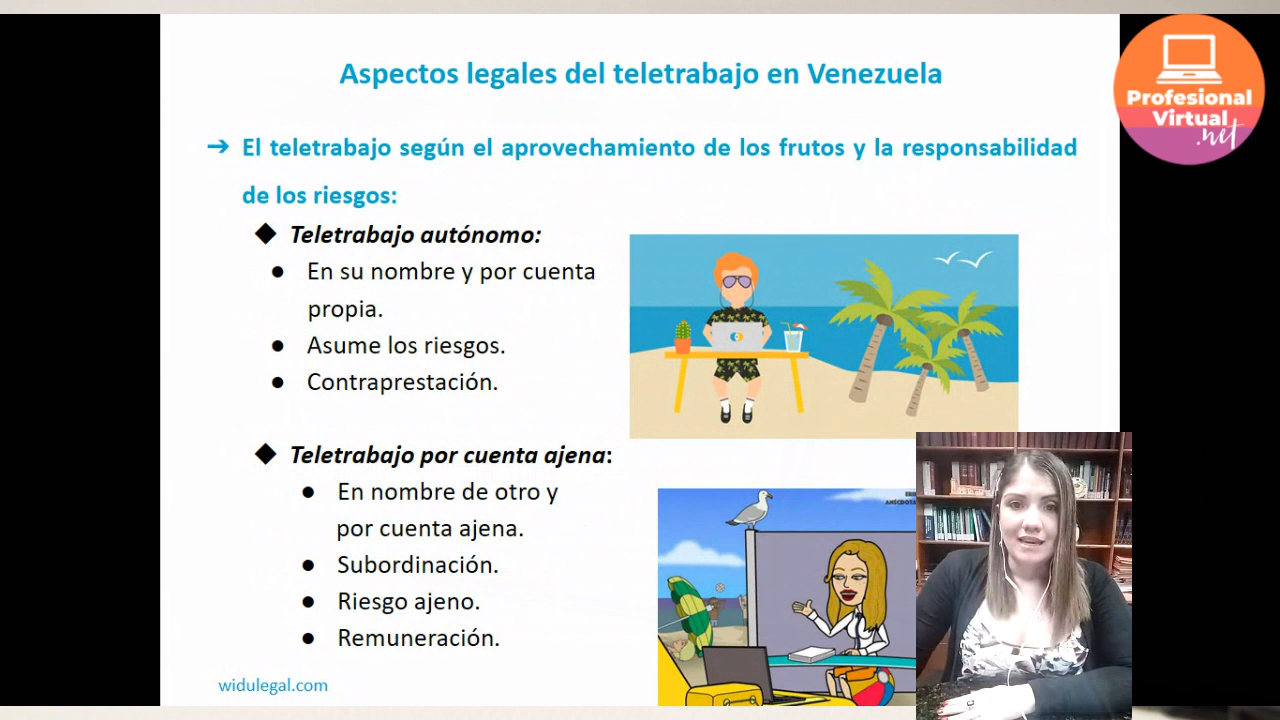 Aspectos legales del teletrabajo en Venezuela
Profesional
Virtual
.net
➔ El teletrabajo según el aprovechamiento de los frutos y la responsabilidad
de los riesgos:
◆ Teletrabajo autónomo:
● En su nombre y por cuenta
propia.
● Asume los riesgos.
● Contraprestación.
◆ Teletrabajo por cuenta ajena:
● En nombre de otro y
por cuenta ajena.
● Subordinación.
● Riesgo ajeno.
● Remuneración.
widulegal.com